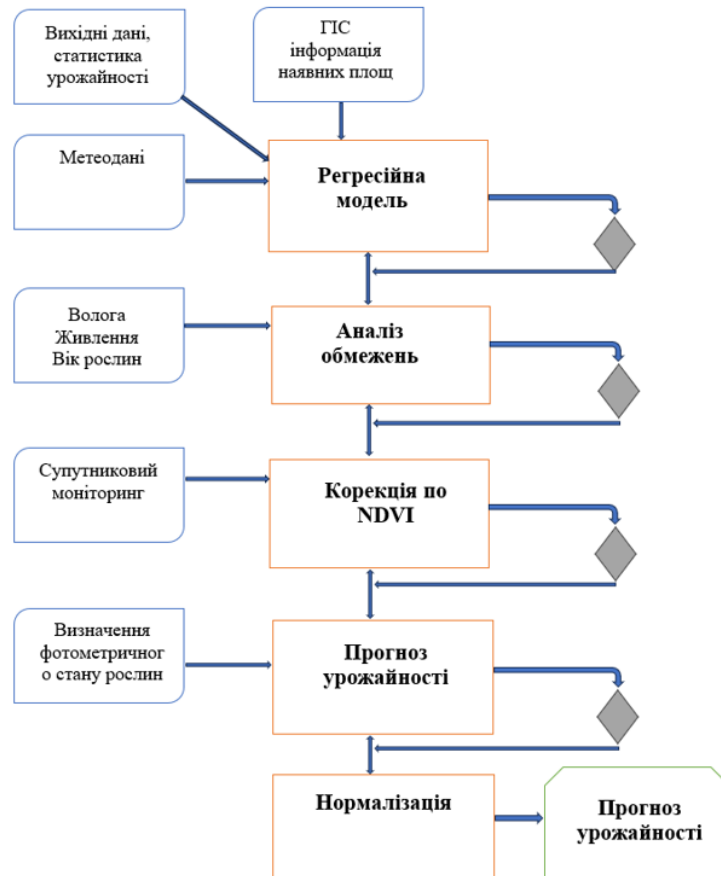 Вихідні дані,
статистика
урожайності
ГІС
інформація
наявних площ
Метеодані
Регресійна
модель
Волога
Живлення
Вік рослин
Аналіз
обмежень
Супутниковий
моніторинг
Корекція по
NDVI
Визначення
фотометричног
о стану рослин
Прогноз
урожайності
Нормалізація
Прогноз
урожайності